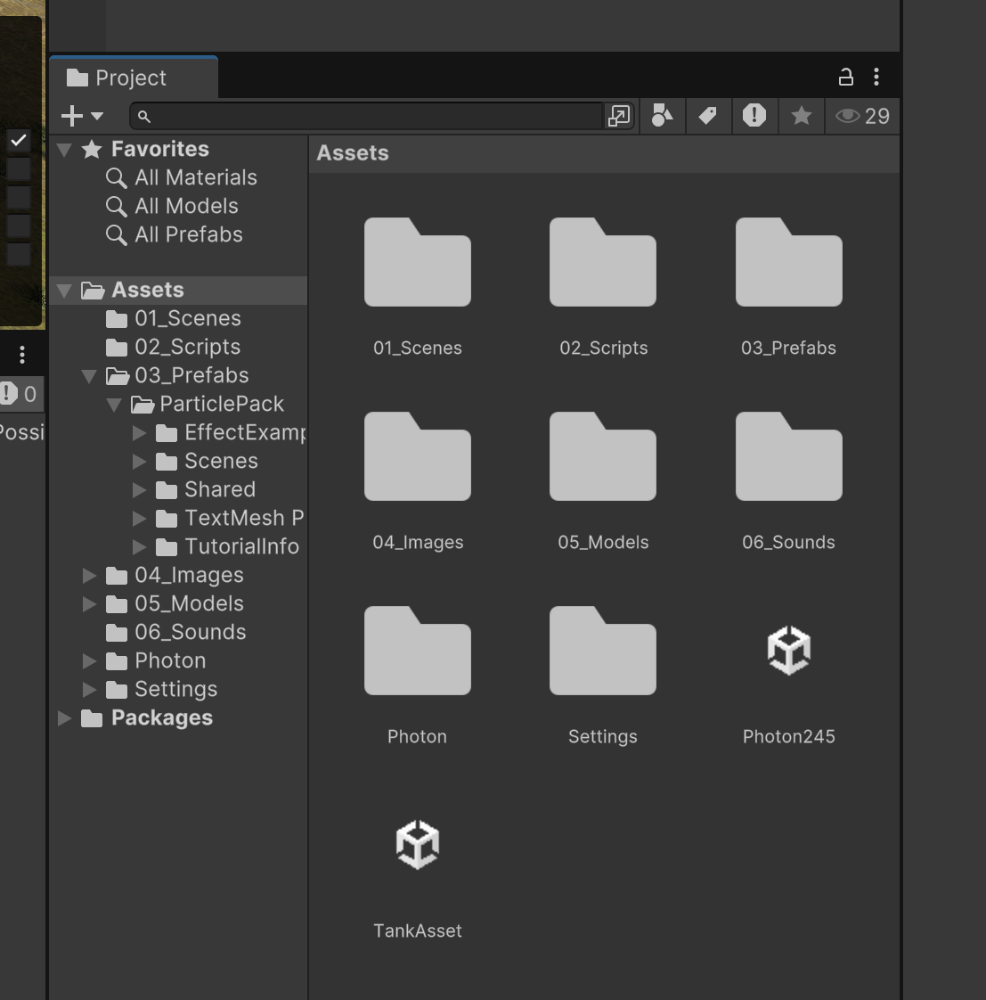 Project
29
Favorites
All Materials
All Models
All Prefabs
Assets
01_Scenes
02_Scripts
03_Prefabs
ParticlePack
EffectExamp
Scenes
Shared
TextMesh P
TutorialInfo
04_Images
05_Models
06_Sounds
Photon
Settings
Packages
0
Possi
Assets
01_Scenes
02_Scripts
03_Prefabs
04_Images
05_Models
06_Sounds
Photon
Settings
Photon245
TankAsset